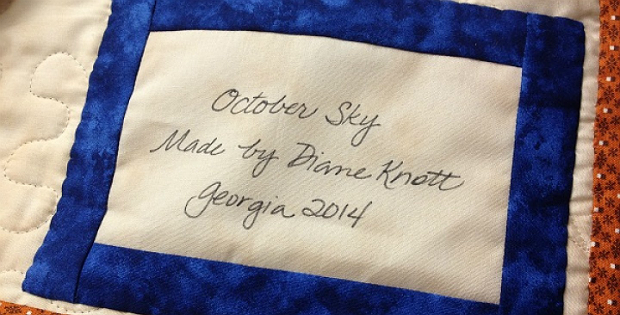 October Sky
Made by Diane Knott
Georgia 2014